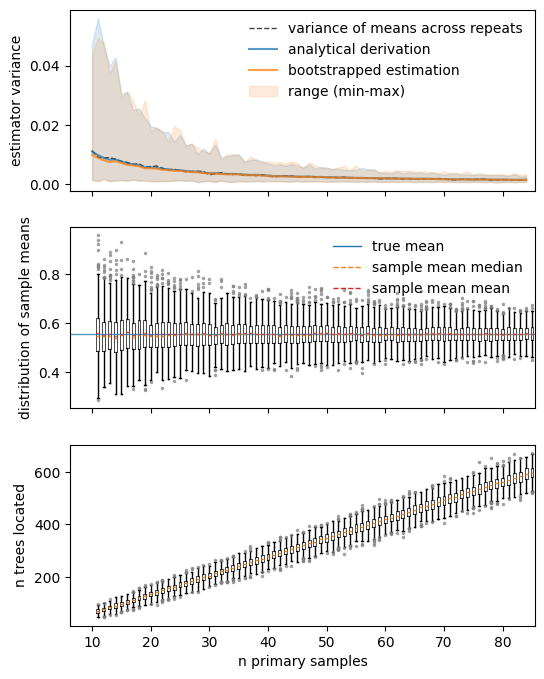 estimator variance
0.04
0.02
0.00
variance of means across repeats
analytical derivation
bootstrapped estimation
range (min-max)
distribution of sample means
0.8
0.6
0.4
true mean
sample mean median
sample mean mean
n trees located
600
400
200
10 20 30 40 50 60 70 80
n primary samples